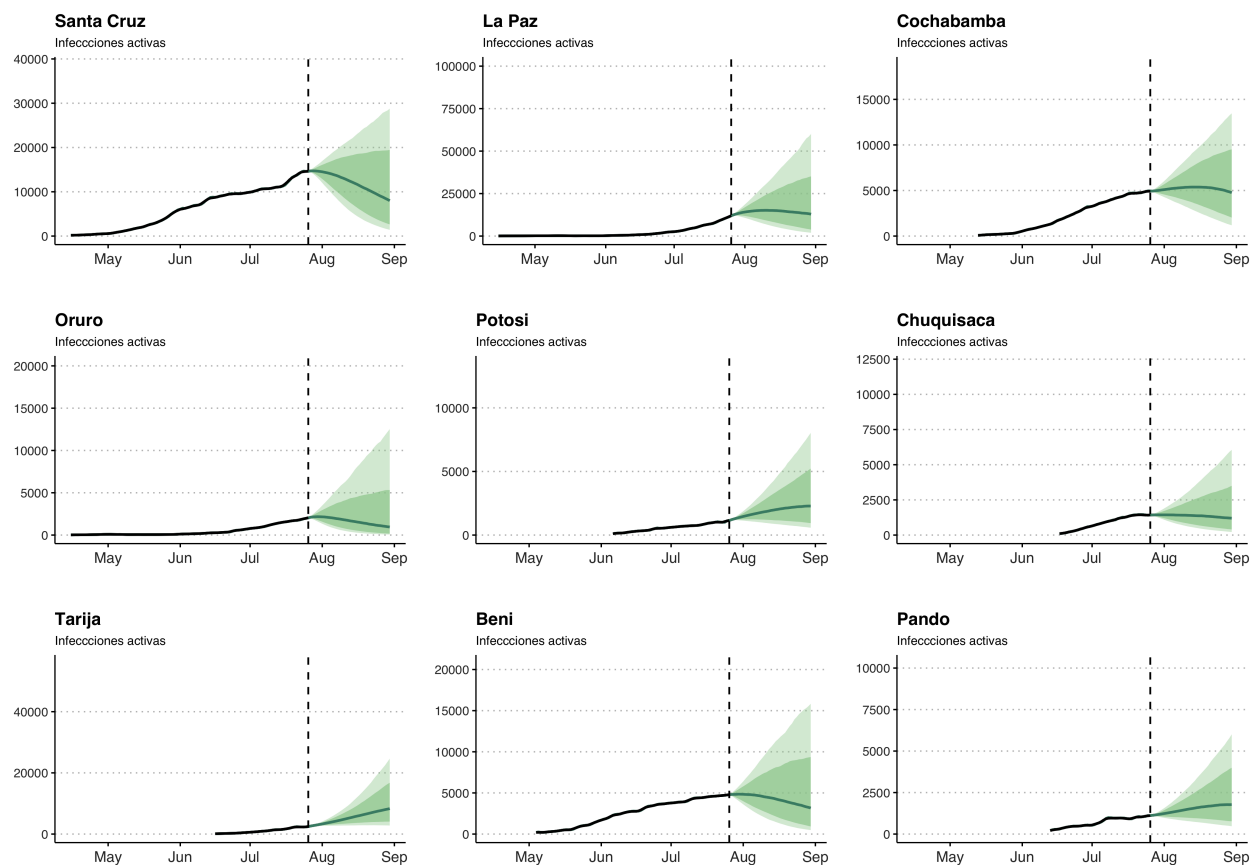 Santa Cruz
Infeccciones activas
40000
30000
20000
10000
0
May Jun Jul Aug Sep
La Paz
Infeccciones activas
100000
75000
50000
25000
0
May Jun Jul Aug Sep
Cochabamba
Infeccciones activas
15000
10000
5000
0
May Jun Jul Aug Sep
Oruro
Infeccciones activas
20000
15000
10000
5000
0
May Jun Jul Aug Sep
Potosi
Infeccciones activas
10000
5000
0
May Jun Jul Aug Sep
Chuquisaca
Infeccciones activas
12500
10000
7500
5000
2500
0
May Jun Jul Aug Sep
Tarija
Infeccciones activas
40000
20000
0
May Jun Jul Aug Sep
Beni
Infeccciones activas
20000
15000
10000
5000
0
May Jun Jul Aug Sep
Pando
Infeccciones activas
10000
7500
5000
2500
0
May Jun Jul Aug Sep